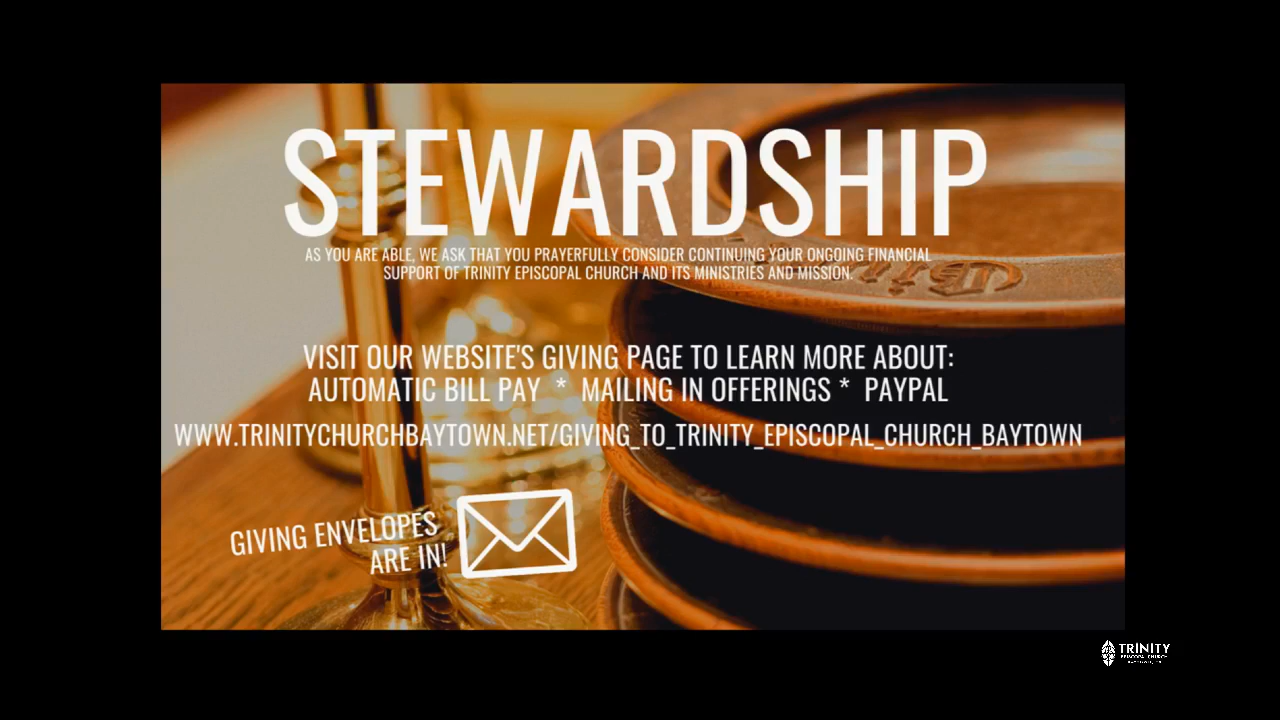 STEWARDSHIP
AS YOU ARE ABLE, WE ASK THAT YOU PRAYERFULLY CONSIDER CONTINUING YOUR ONGOING FINANCIAL
SUPPORT OF TRINITY EPISCOPAL CHURCH AND ITS MINISTRIES AND MISSION.
VISIT OUR WEBSITE'S GIVING PAGE TO LEARN MORE ABOUT:
AUTOMATIC BILL PAY * MAILING IN OFFERINGS * PAYPAL
WWW.TRINITYCHURCHBAYTOWN.NET/GIVING_TO_TRINITY_EPISCOPAL_CHURCH_BAYTOWN
GIVING ENVELOPES
ARE IN!
TRINITY
EPISCOPAL CHURCH